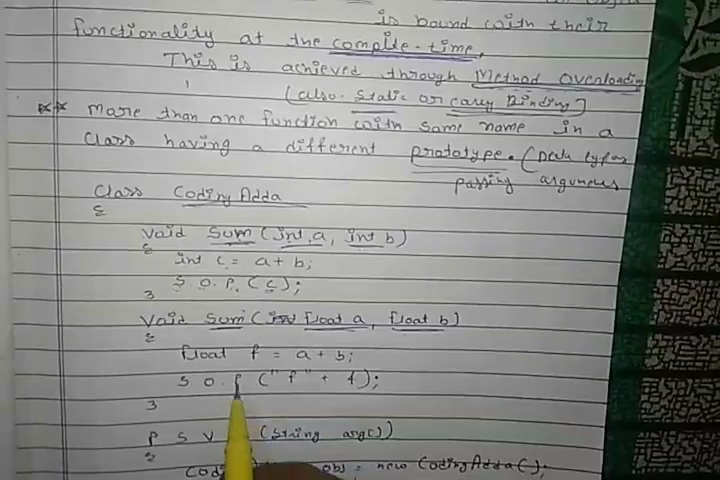 is bound with their
functionality at the compile-time.
This is achieved through Method Overloading
(also. Static or early Binding)
** More than one function with same name in a
Class having a different prototype. (Data types
passing arguments
Class CodingAdda
{
void Sum (int a, int b)
{
int c = a + b;
S. O. P. (c);
}
void Sum (float a, float b)
{
float f = a + b;
S O. P ("f" + f);
}
P S V (String arg[])
{
obj = new CodingAdda();